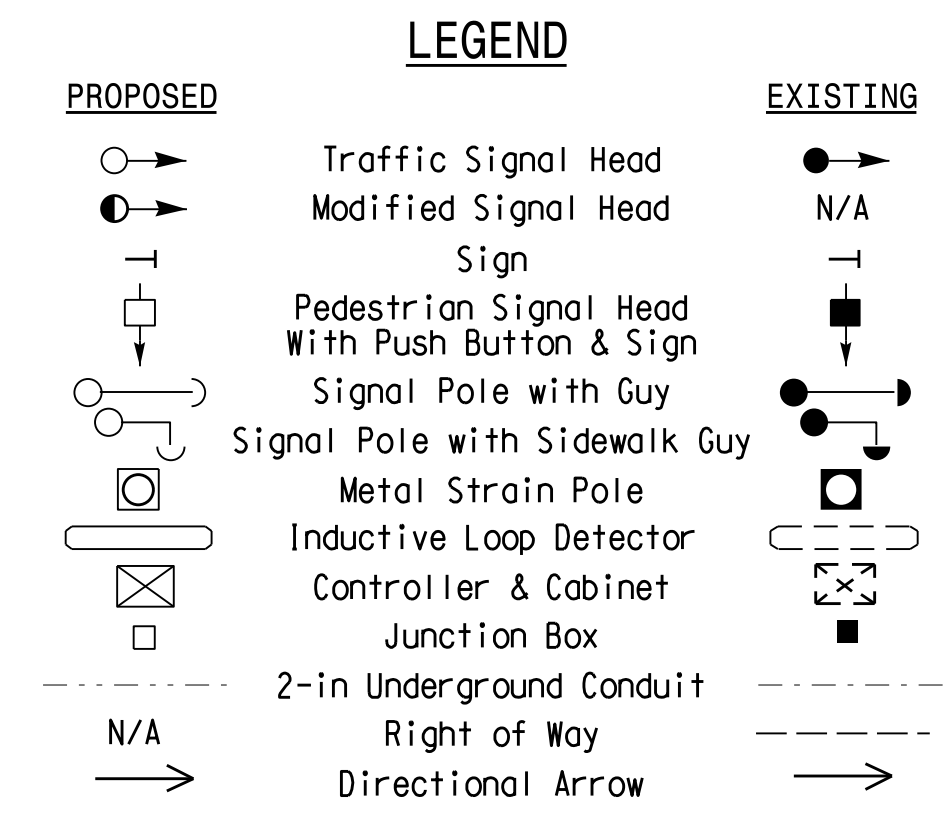 LEGEND
PROPOSED EXISTING
Traffic Signal Head
Modified Signal Head N/A
Sign
Pedestrian Signal Head
With Push Button & Sign
Signal Pole with Guy
Signal Pole with Sidewalk Guy
Metal Strain Pole
Inductive Loop Detector
Controller & Cabinet
Junction Box
2-in Underground Conduit
N/A Right of Way
Directional Arrow